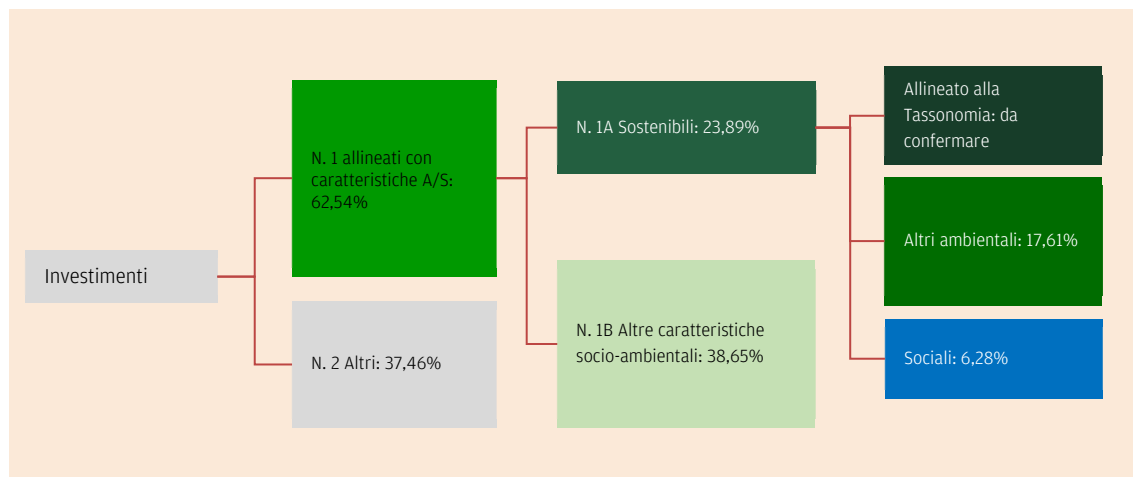 Investimenti
N. 1 allineati con
caratteristiche A/S:
62,54%
N. 2 Altri: 37,46%
N. 1A Sostenibili: 23,89%
N. 1B Altre caratteristiche
socio-ambientali: 38,65%
Allineato alla
Tassonomia: da
confermare
Altri ambientali: 17,61%
Sociali: 6,28%